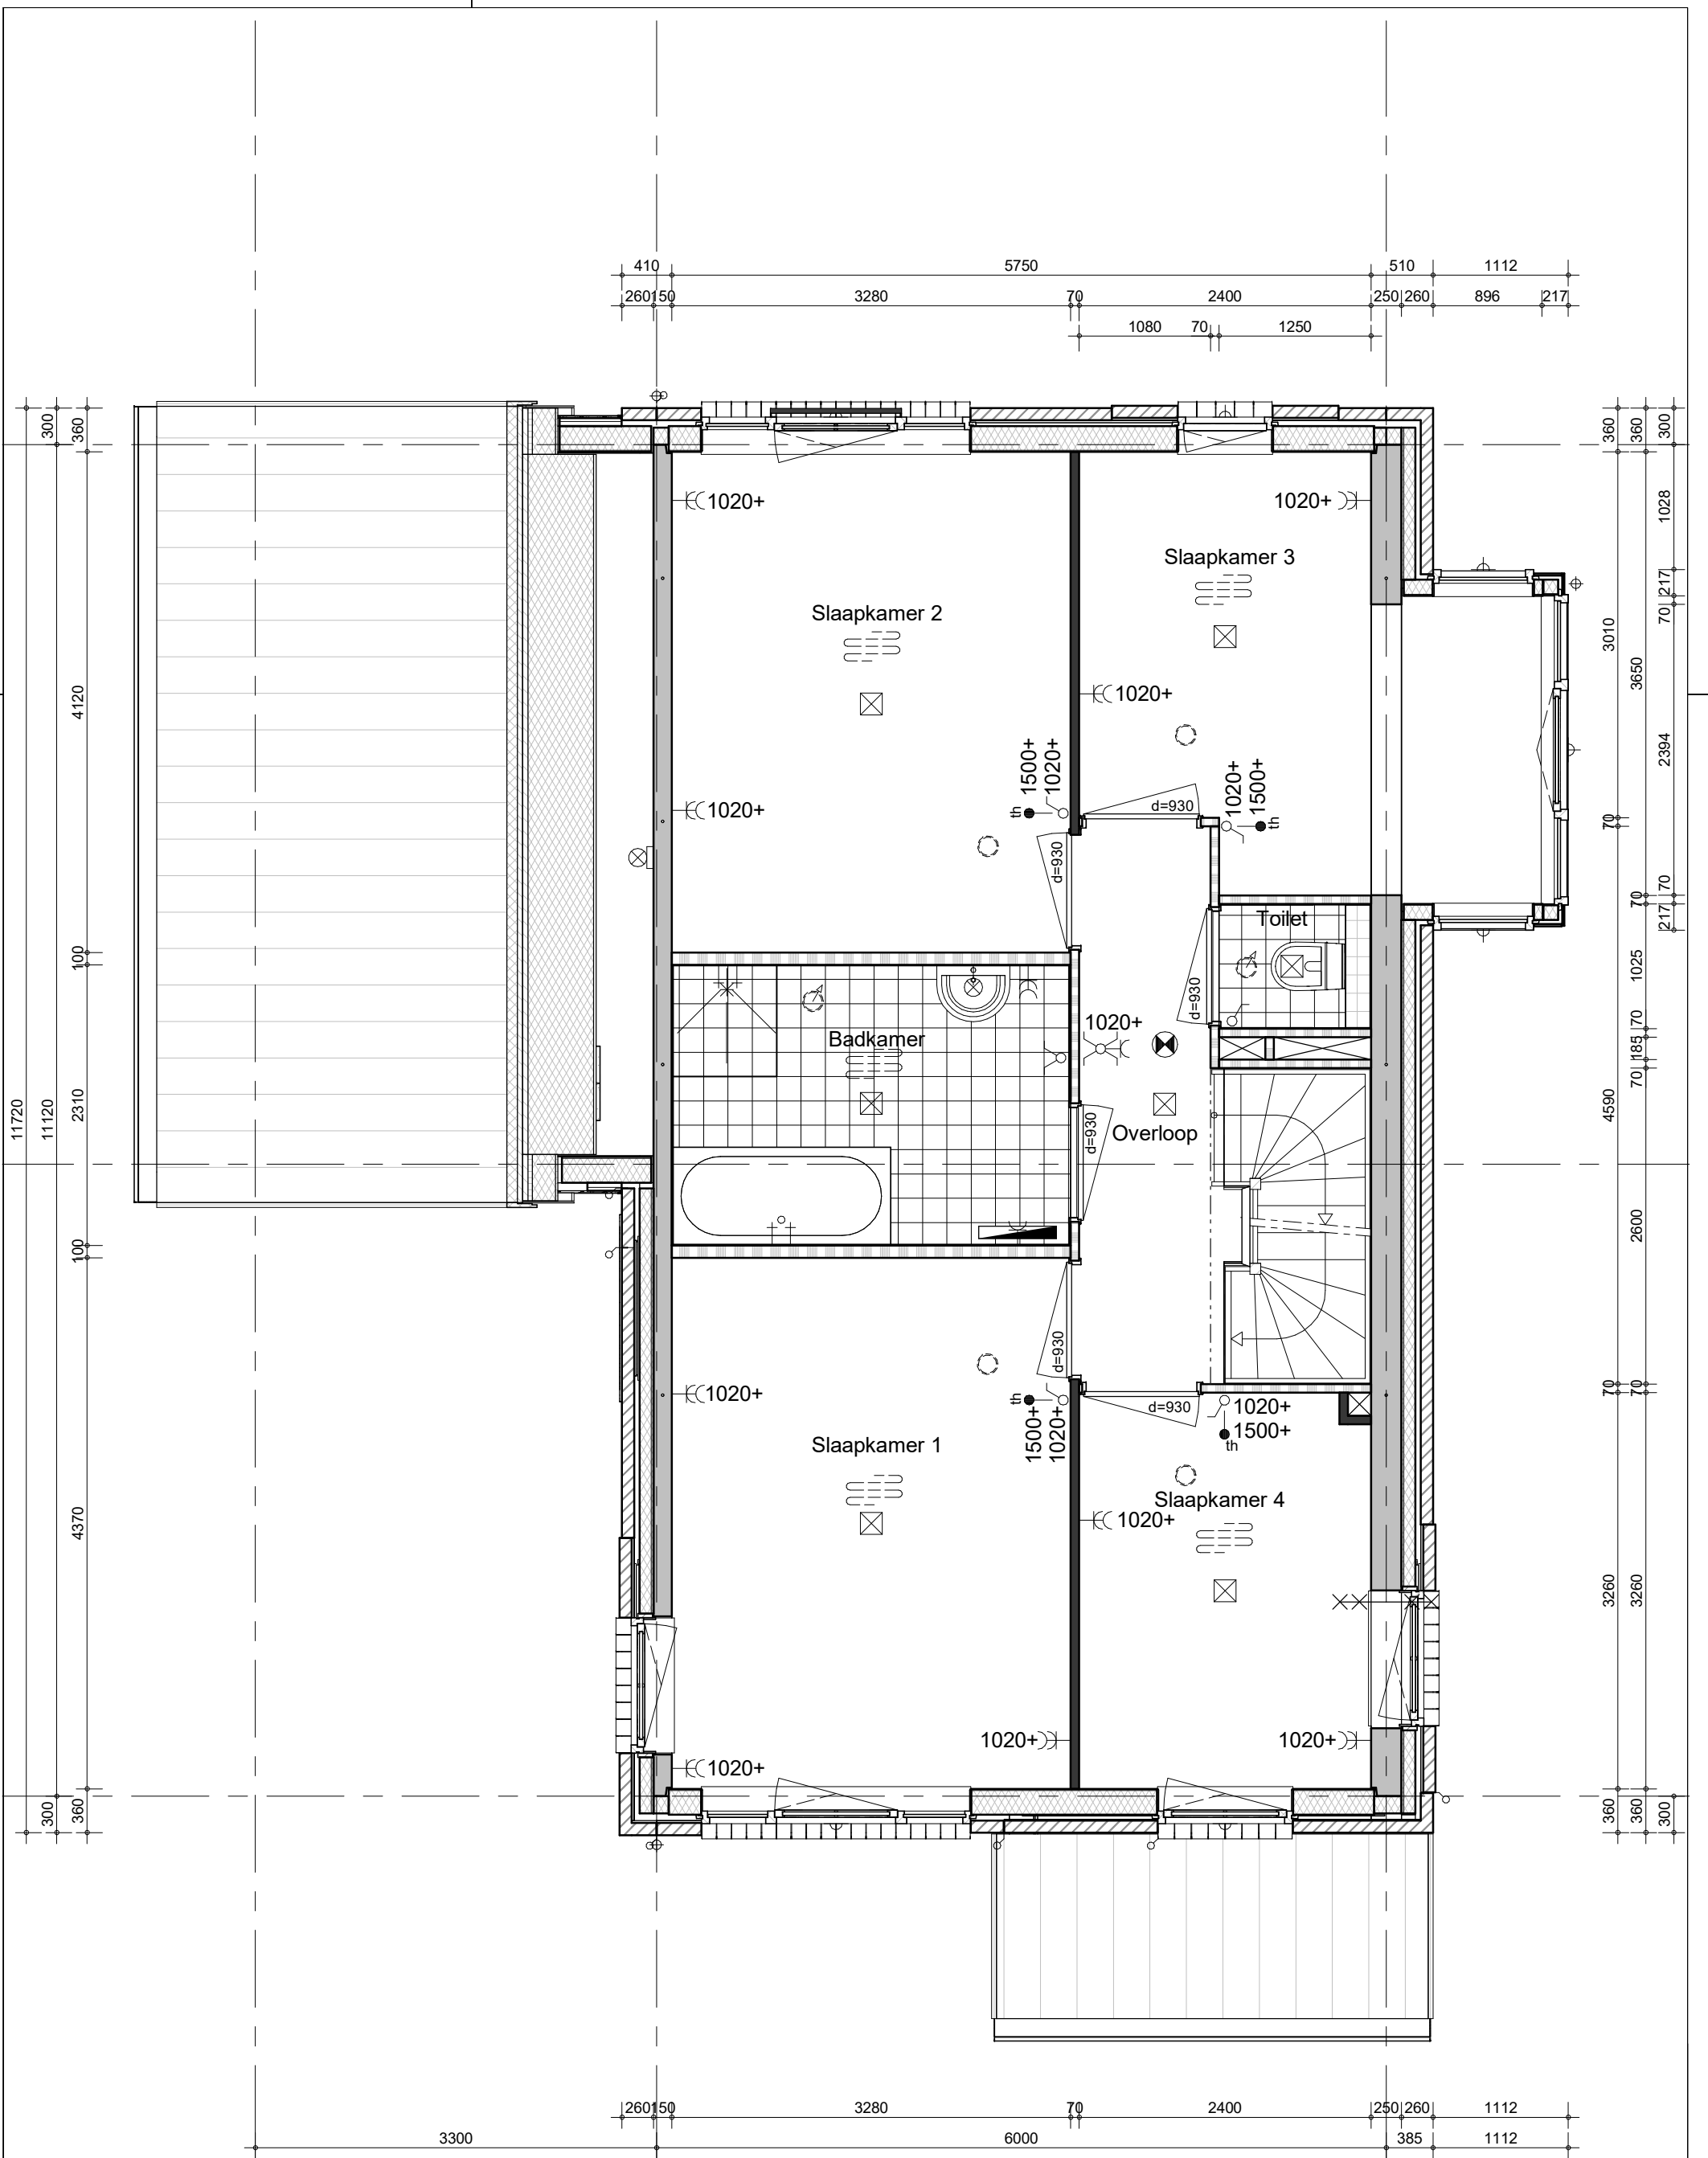 410 5750 510 1112
260 150 3280 70 2400 250 260 896 217
1080 70 1250
300 360 360 360 300
1020+ 1020+
1028
Slaapkamer 3
217
Slaapkamer 2
70
3010
3650
4120
1020+
2394
1500+
1020+
1020+
1500+
d=930
1020+ th th
70
d=930
70
Toilet
70
217
100
1025
d=930
1020+
Badkamer
70
185
70
11720
11120
2310
4590
d=930
Overloop
2600
100
d=930
1020+ th
70 70
d=930
1020+
1500+
1500+
1020+
th
Slaapkamer 1
Slaapkamer 4
4370
1020+
3260 3260
1020+ 1020+
1020+
300 360 360 360 300
260 150 3280 70 2400 250 260 1112
3300 6000 385 1112